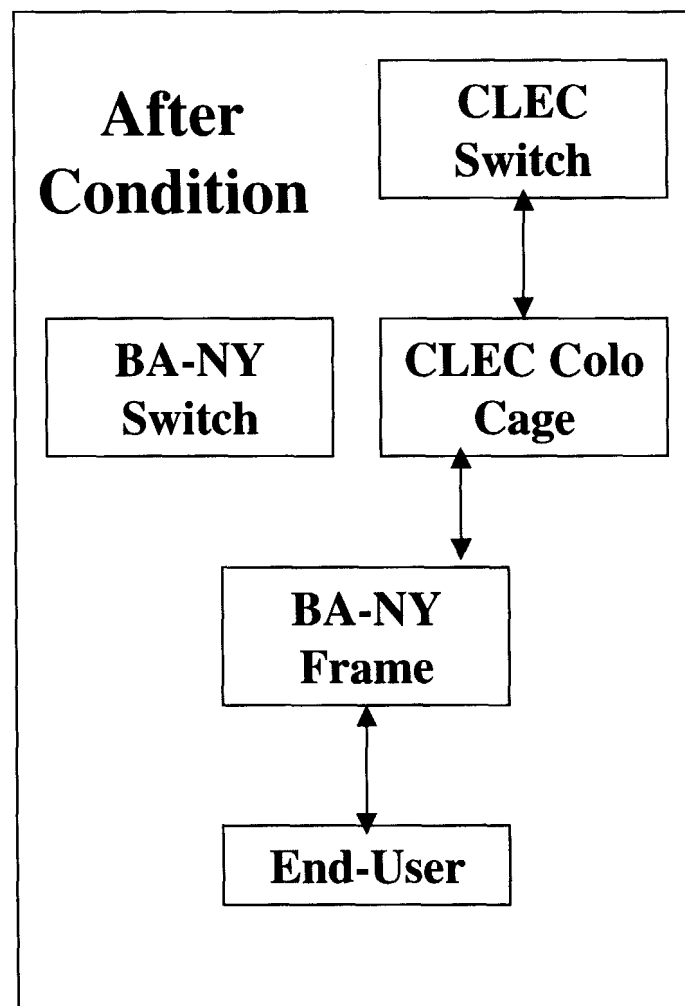 After
Condition
CLEC
Switch
BA-NY
Switch
CLEC Colo
Cage
BA-NY
Frame
End-User